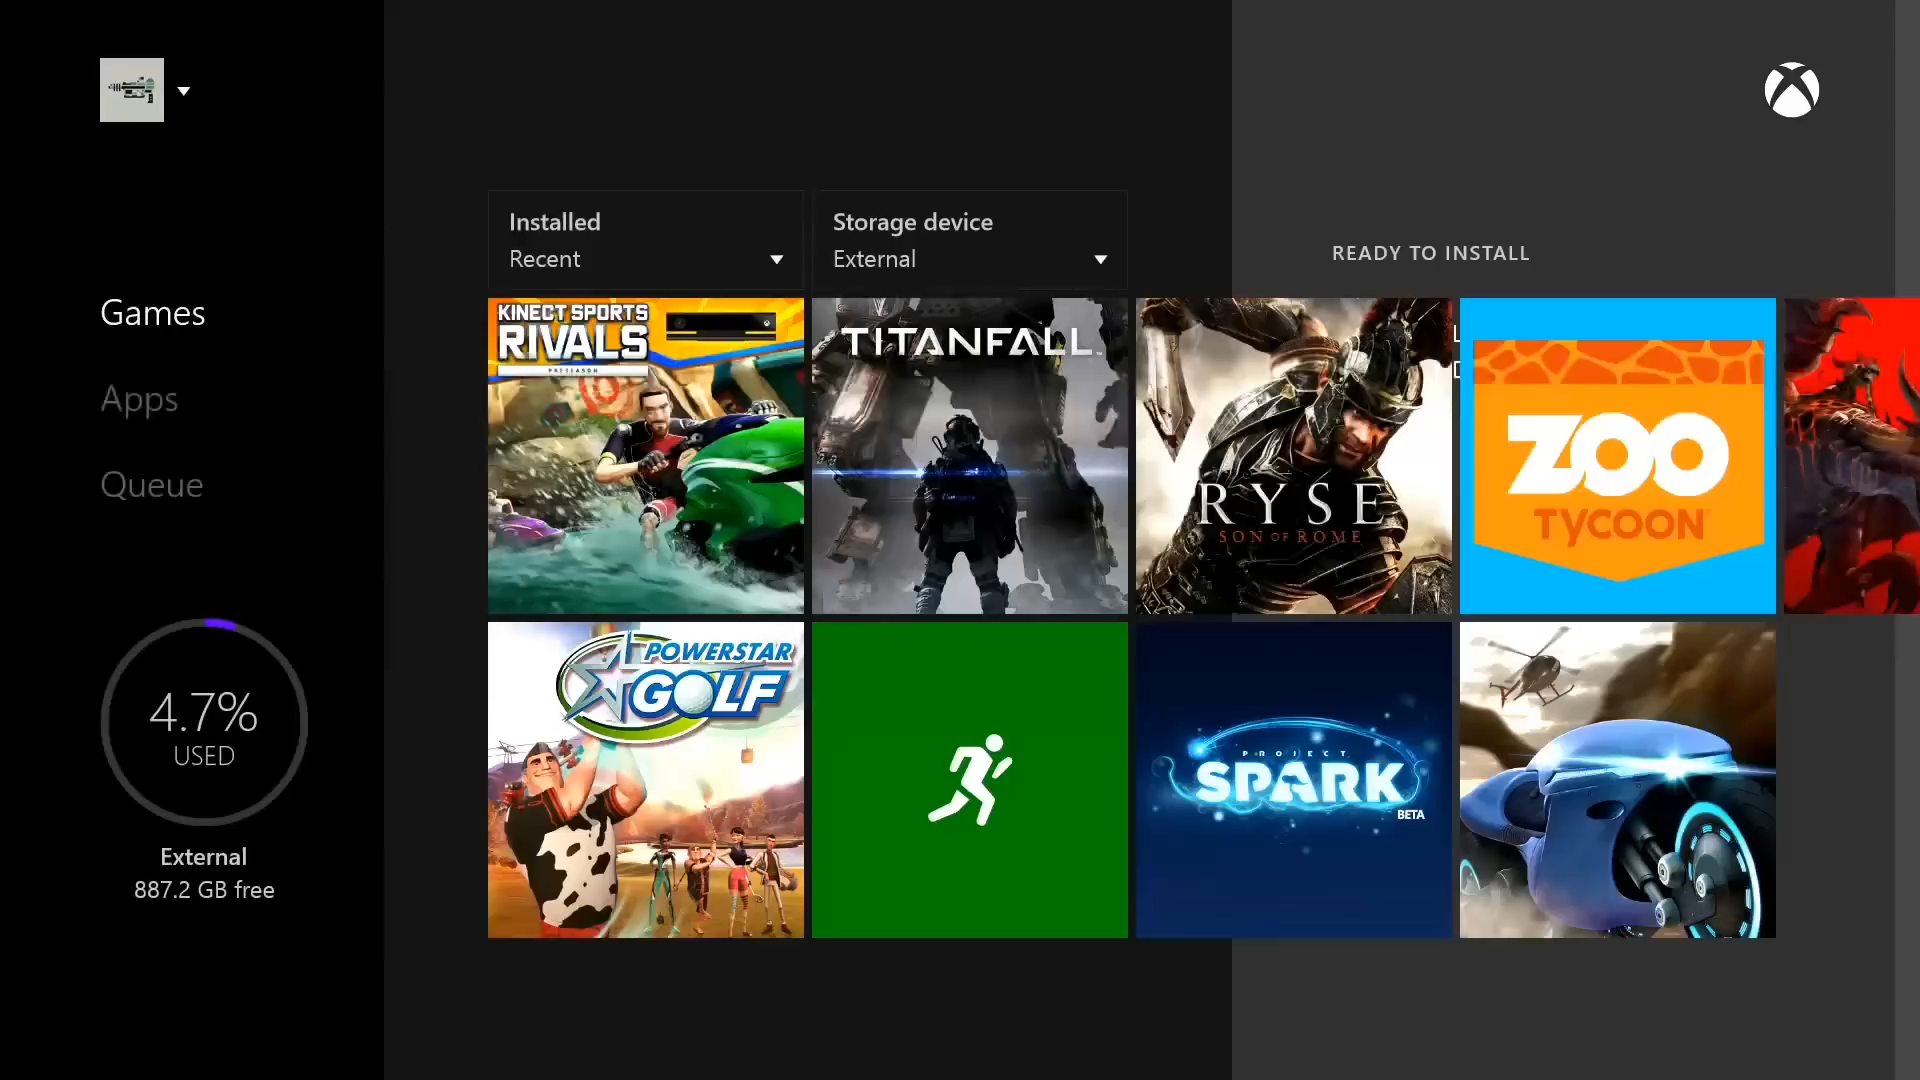 Games
Apps
Queue
4.7%
USED
External
887.2 GB free
Installed
Recent
Storage device
External
READY TO INSTALL
KINECT SPORTS
RIVALS
PRESEASON
TITANFALL
RYSE
SON OF ROME
ZOO
TYCOON
POWERSTAR
GOLF
PROJECT
SPARK
BETA